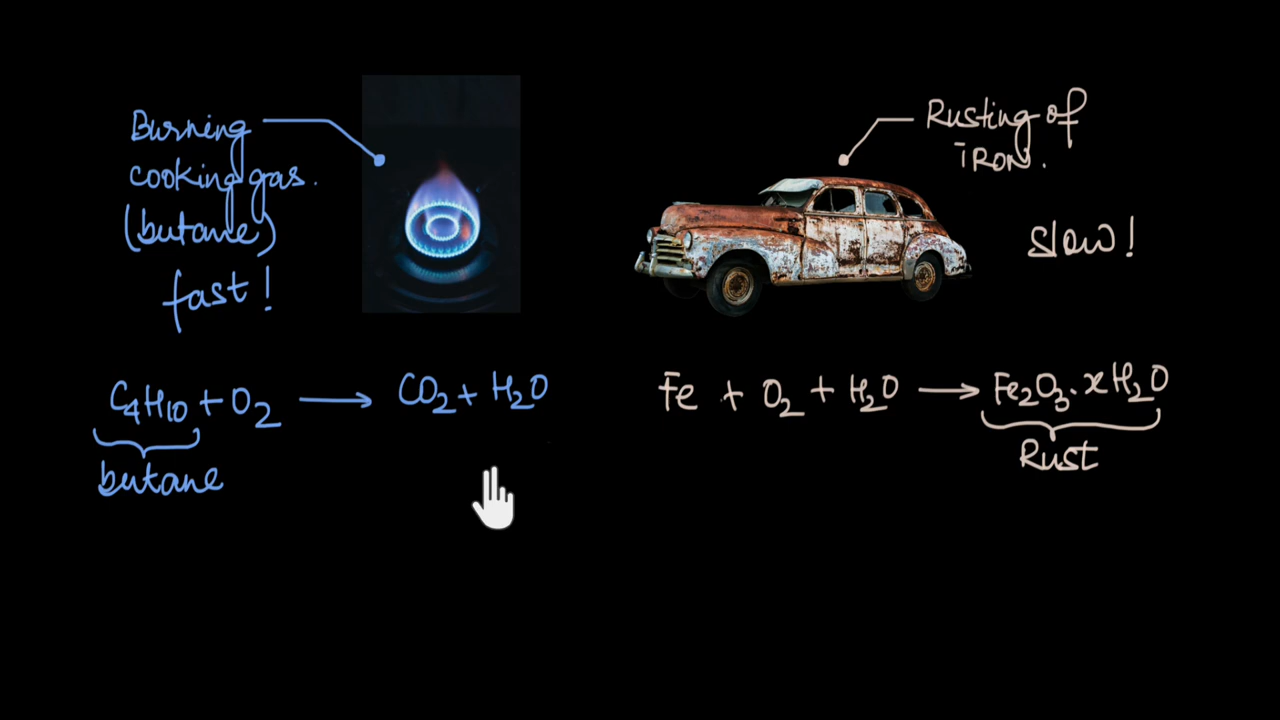 Burning
cooking gas.
(butane)
fast!
Rusting of
IRON.
slow!
C₄H₁₀ + O₂ ⟶ CO₂ + H₂O
butane
Fe + O₂ + H₂O ⟶ Fe₂O₃·xH₂O
Rust